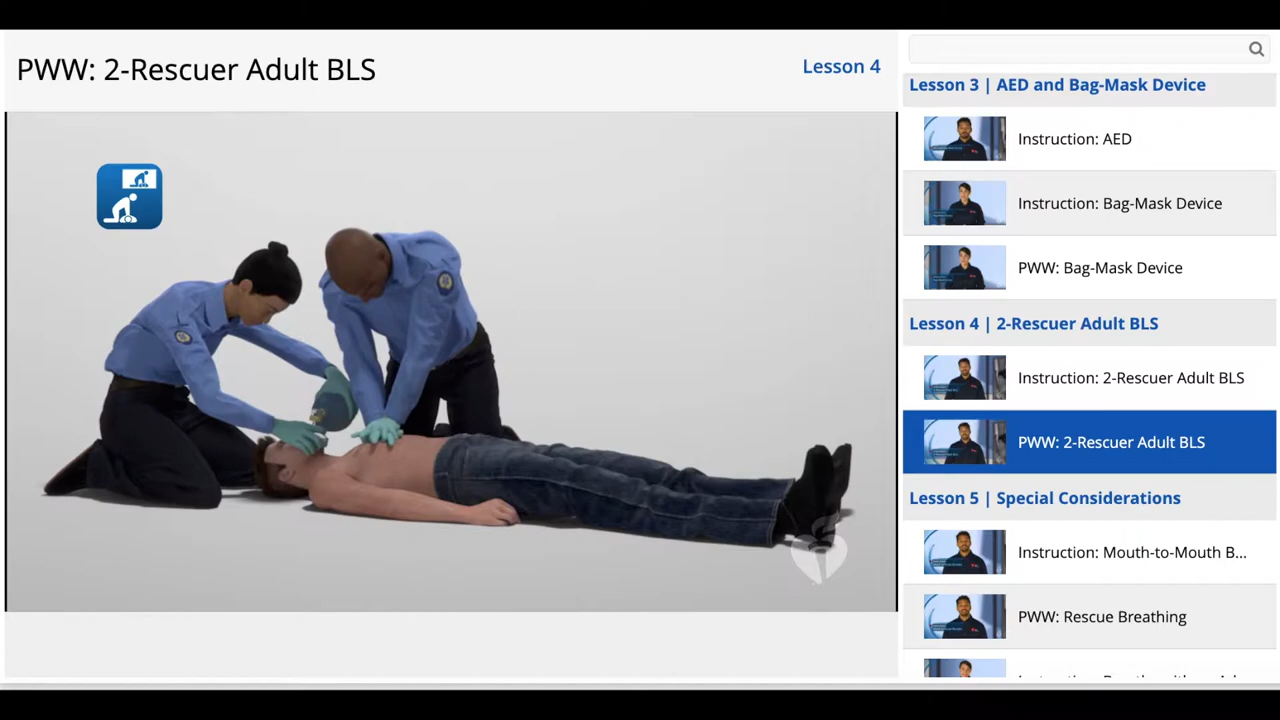 PWW: 2-Rescuer Adult BLS
Lesson 4
Lesson 3 | AED and Bag-Mask Device
Instruction: AED
Instruction: Bag-Mask Device
PWW: Bag-Mask Device
Lesson 4 | 2-Rescuer Adult BLS
Instruction: 2-Rescuer Adult BLS
PWW: 2-Rescuer Adult BLS
Lesson 5 | Special Considerations
Instruction: Mouth-to-Mouth B...
PWW: Rescue Breathing